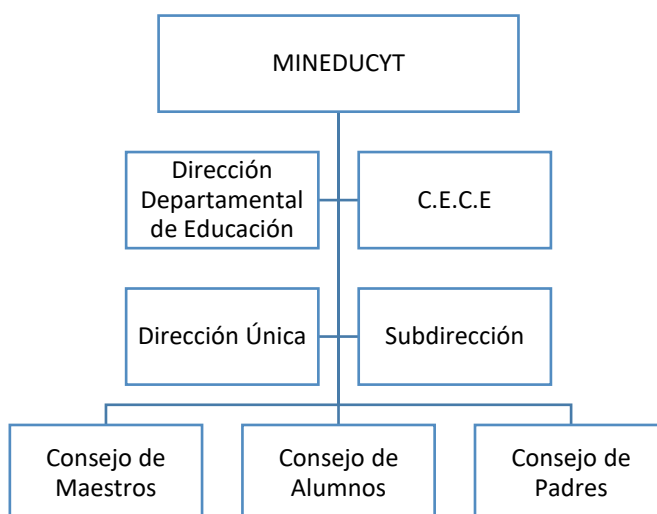 MINEDUCYT
Dirección
Departamental
de Educación
C.E.C.E
Dirección Única
Subdirección
Consejo de
Maestros
Consejo de
Alumnos
Consejo de
Padres